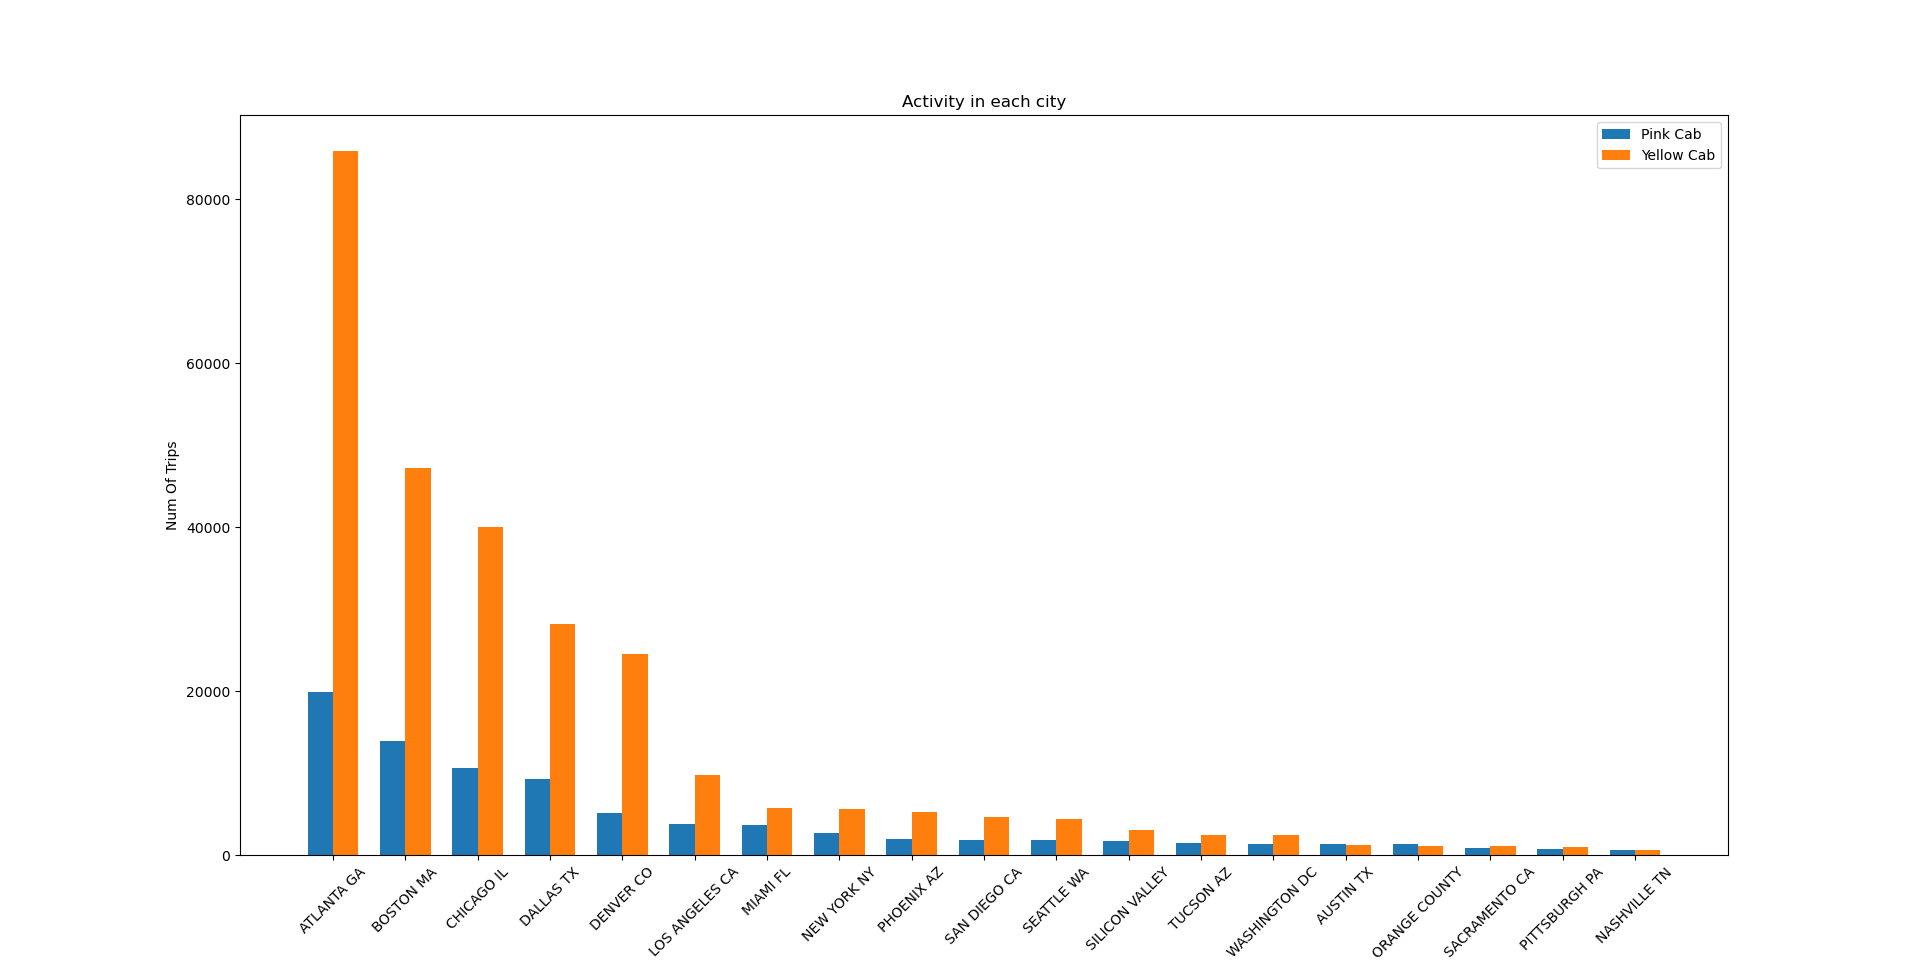 Activity in each city
Pink Cab
Yellow Cab
Num Of Trips
80000
60000
40000
20000
0
ATLANTA GA
BOSTON MA
CHICAGO IL
DALLAS TX
DENVER CO
LOS ANGELES CA
MIAMI FL
NEW YORK NY
PHOENIX AZ
SAN DIEGO CA
SEATTLE WA
SILICON VALLEY
TUCSON AZ
WASHINGTON DC
AUSTIN TX
ORANGE COUNTY
SACRAMENTO CA
PITTSBURGH PA
NASHVILLE TN